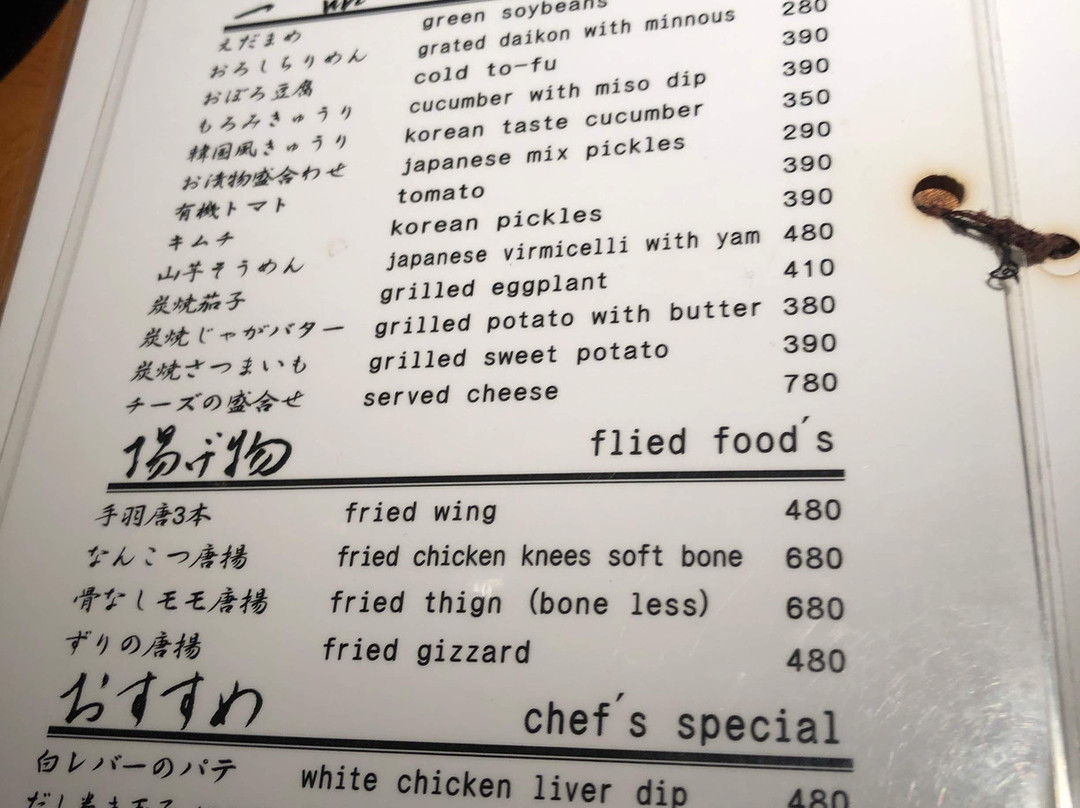 えだまめ green soybeans
おろしちりめん grated daikon with minnous 280
おぼろ豆腐 cold to-fu 390
もろみきゅうり cucumber with miso dip 390
韓国風きゅうり korean taste cucumber 350
お漬物盛合わせ japanese mix pickles 290
有機トマト tomato 390
キムチ korean pickles 390
山芋そうめん japanese virmicelli with yam 480
炭焼茄子 grilled eggplant 410
炭焼じゃがバター grilled potato with butter 380
炭焼さつまいも grilled sweet potato 390
チーズの盛合せ served cheese 780
揚げ物 flied food's
手羽唐3本 fried wing 480
なんこつ唐揚 fried chicken knees soft bone 680
骨なしモモ唐揚 fried thign (bone less) 680
ずりの唐揚 fried gizzard 480
おすすめ chef's special
白レバーのパテ white chicken liver dip 480